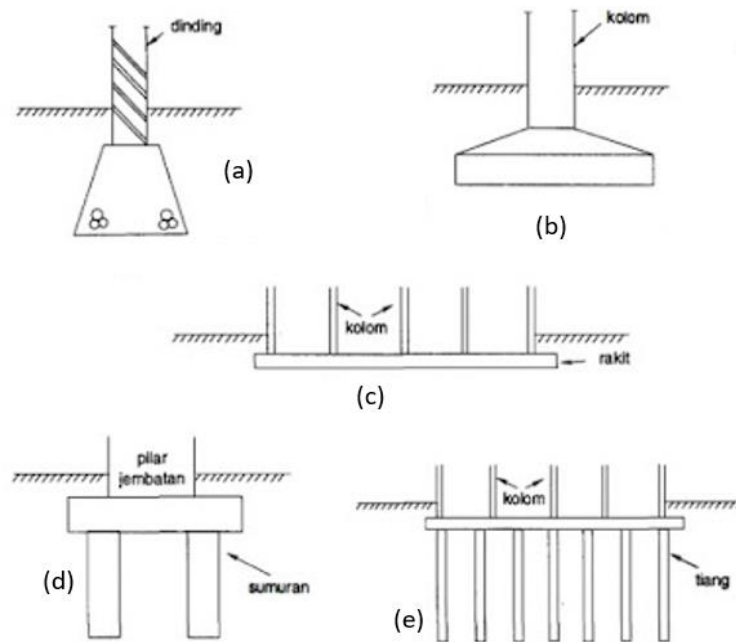 dinding
(a)
kolom
(b)
kolom
rakit
(c)
pilar
jembatan
sumuran
(d)
kolom
tiang
(e)